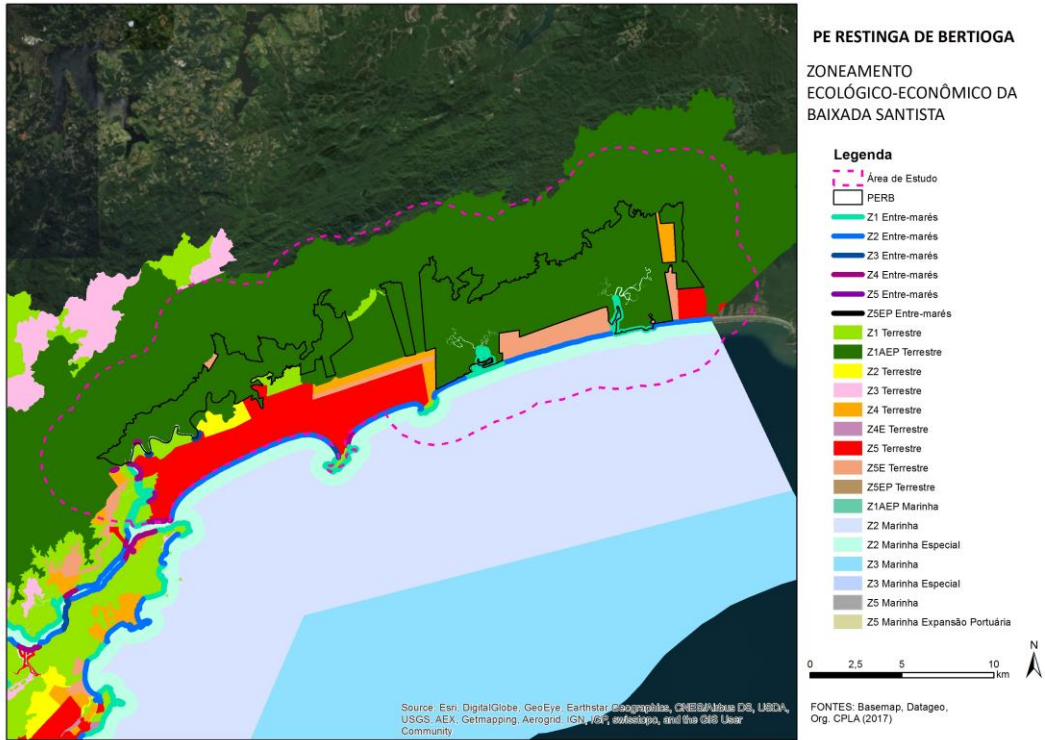 PE RESTINGA DE BERTIOGA
ZONEAMENTO
ECOLÓGICO-ECONÔMICO DA
BAIXADA SANTISTA
Legenda
Área de Estudo
PERB
Z1 Entre-marés
Z2 Entre-marés
Z3 Entre-marés
Z4 Entre-marés
Z5 Entre-marés
Z5EP Entre-marés
Z1 Terrestre
Z1AEP Terrestre
Z2 Terrestre
Z3 Terrestre
Z4 Terrestre
Z4E Terrestre
Z5 Terrestre
Z5E Terrestre
Z5EP Terrestre
Z1AEP Marinha
Z2 Marinha
Z2 Marinha Especial
Z3 Marinha
Z3 Marinha Especial
Z5 Marinha
Z5 Marinha Expansão Portuária
N
0 2,5 5 10
km
FONTES: Basemap, Datageo,
Org. CPLA (2017)
Source: Esri, DigitalGlobe, GeoEye, Earthstar Geographics, CNES/Airbus DS, USDA,
USGS, AEX, Getmapping, Aerogrid, IGN, IGP, swisstopo, and the GIS User
Community